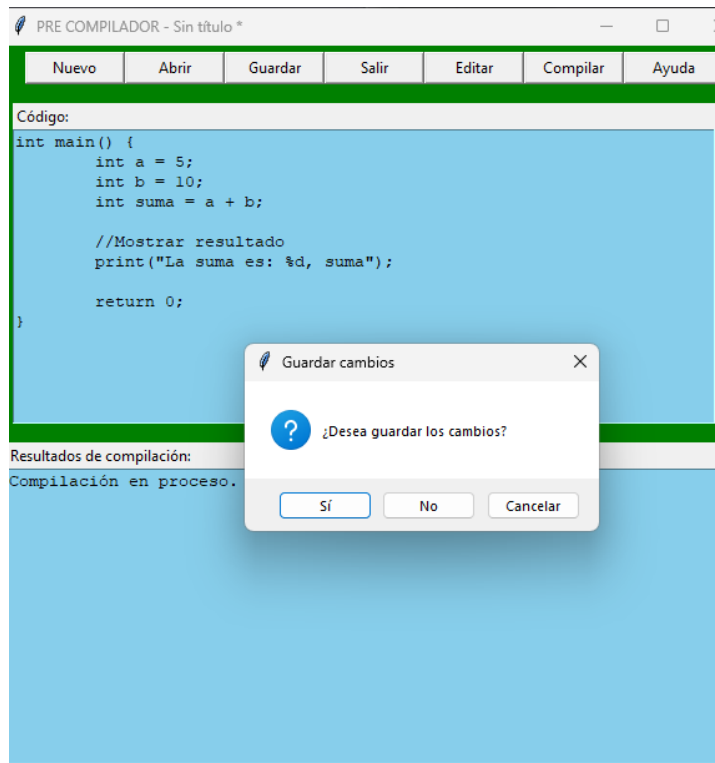 PRE COMPILADOR - Sin título *
Nuevo Abrir Guardar Salir Editar Compilar Ayuda
Código:
int main() {
int a = 5;
int b = 10;
int suma = a + b;
//Mostrar resultado
print("La suma es: %d, suma");
return 0;
}
Guardar cambios
¿Desea guardar los cambios?
Sí No Cancelar
Resultados de compilación:
Compilación en proceso.